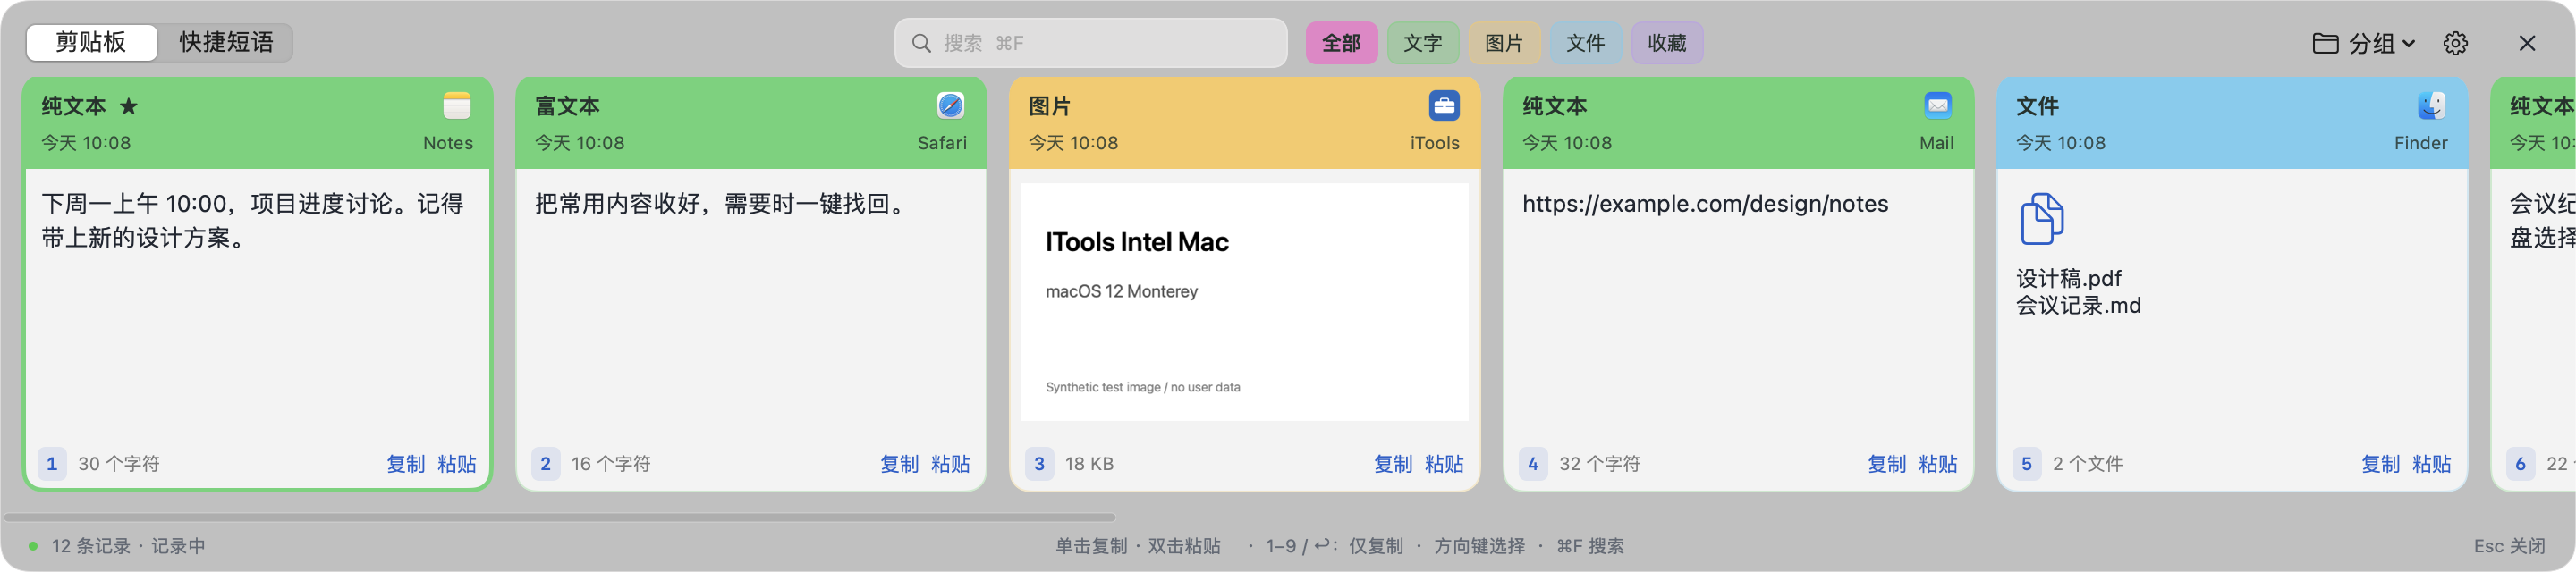 剪贴板 快捷短语 搜索 ⌘F 全部 文字 图片 文件 收藏 分组
纯文本 ★
今天 10:08 Notes
下周一上午 10:00，项目进度讨论。记得
带上新的设计方案。
1 30 个字符 复制 粘贴
富文本
今天 10:08 Safari
把常用内容收好，需要时一键找回。
2 16 个字符 复制 粘贴
图片
今天 10:08 iTools
ITools Intel Mac
macOS 12 Monterey
Synthetic test image / no user data
3 18 KB 复制 粘贴
纯文本
今天 10:08 Mail
https://example.com/design/notes
4 32 个字符 复制 粘贴
文件
今天 10:08 Finder
设计稿.pdf
会议记录.md
5 2 个文件 复制 粘贴
纯文本
今天 10:
会议纪
盘选择
6 22
12 条记录 · 记录中 单击复制 · 双击粘贴 · 1–9 / ↩: 仅复制 · 方向键选择 · ⌘F 搜索 Esc 关闭